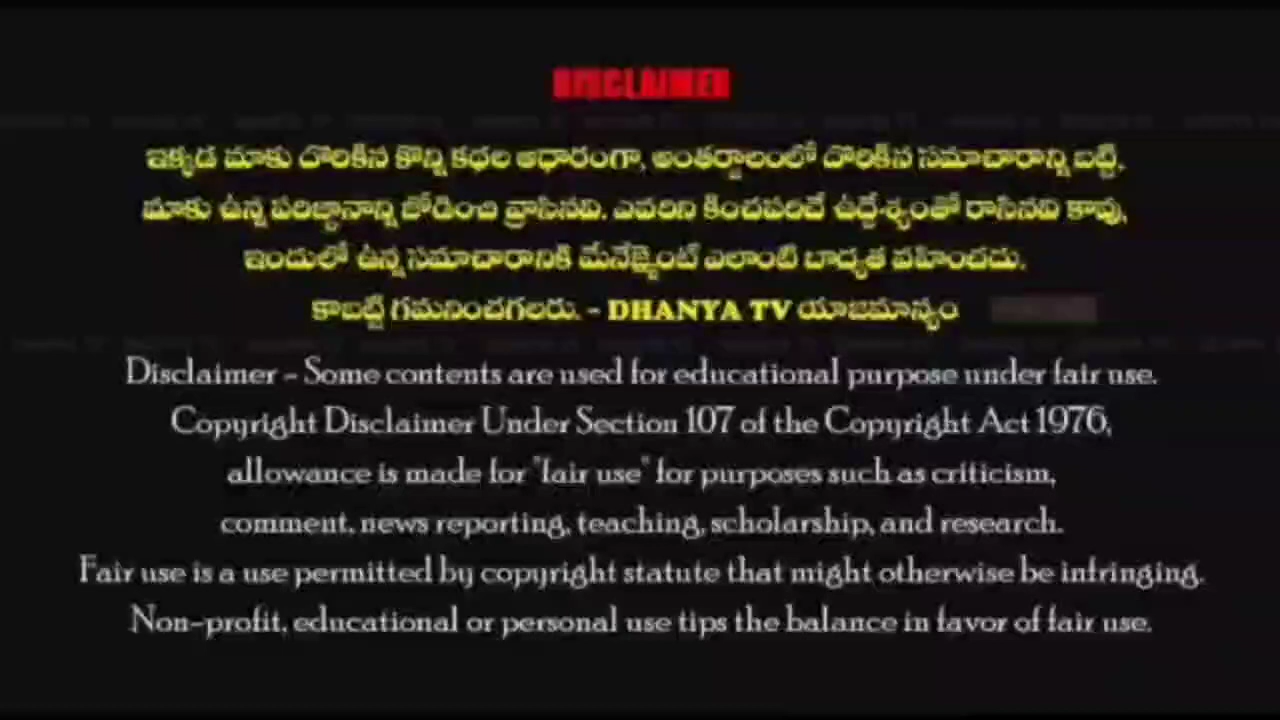 DISCLAIMER
ఇక్కడ మాకు దొరికిన కొన్ని కథల ఆధారంగా, అంతర్జాలంలో దొరికిన సమాచారాన్ని బట్టి,
మాకు ఉన్న పరిజ్ఞానాన్ని జోడించి వ్రాసినవి. ఎవరిని కించపరిచే ఉద్దేశ్యంతో రాసినవి కావు,
ఇందులో ఉన్న సమాచారానికి మేనేజ్మెంట్ ఎలాంటి బాధ్యత వహించదు.
కాబట్టి గమనించగలరు. - DHANYA TV యాజమాన్యం
Disclaimer - Some contents are used for educational purpose under fair use.
Copyright Disclaimer Under Section 107 of the Copyright Act 1976,
allowance is made for "fair use" for purposes such as criticism,
comment, news reporting, teaching, scholarship, and research.
Fair use is a use permitted by copyright statute that might otherwise be infringing.
Non-profit, educational or personal use tips the balance in favor of fair use.